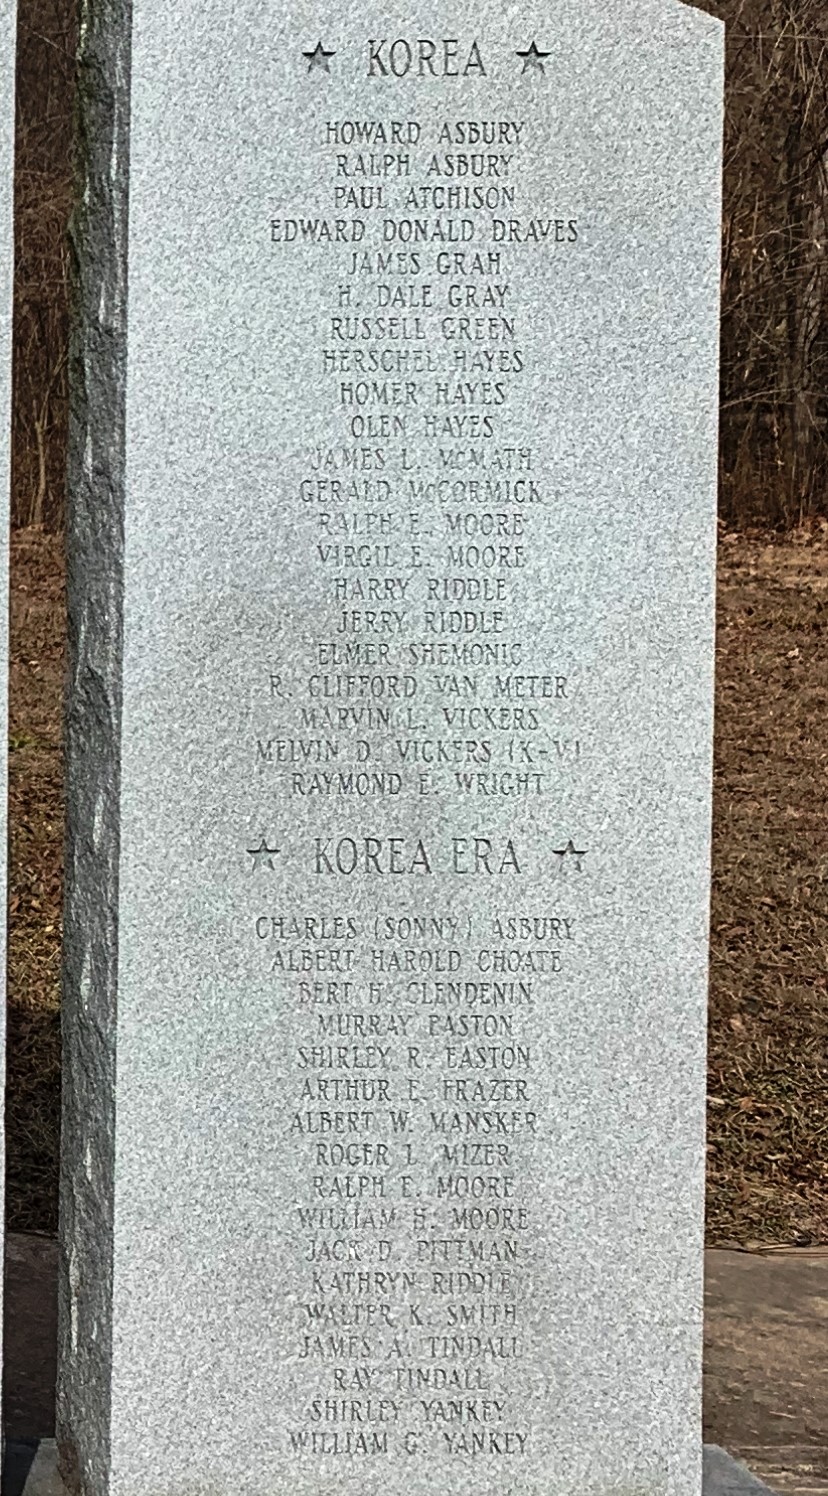 ★ KOREA ★
HOWARD ASBURY
RALPH ASBURY
PAUL ATCHISON
EDWARD DONALD DRAVES
JAMES GRAH
H. DALE GRAY
RUSSELL GREEN
HERSCHEL HAYES
HOMER HAYES
OLEN HAYES
JAMES L. McMATH
GERALD McCORMICK
RALPH E. MOORE
VIRGIL E. MOORE
HARRY RIDDLE
JERRY RIDDLE
ELMER SHEMONIC
R. CLIFFORD VAN METER
MARVIN L. VICKERS
MELVIN D. VICKERS (K-V)
RAYMOND E. WRIGHT
★ KOREA ERA ★
CHARLES (SONNY) ASBURY
ALBERT HAROLD CHOATE
BERT H. CLENDENIN
MURRAY EASTON
SHIRLEY R. EASTON
ARTHUR E. FRAZER
ALBERT W. MANSKER
ROGER L. MIZER
RALPH E. MOORE
WILLIAM H. MOORE
JACK D. PITTMAN
KATHRYN RIDDLE
WALTER K. SMITH
JAMES A. TINDALL
RAY TINDALL
SHIRLEY YANKEY
WILLIAM G. YANKEY